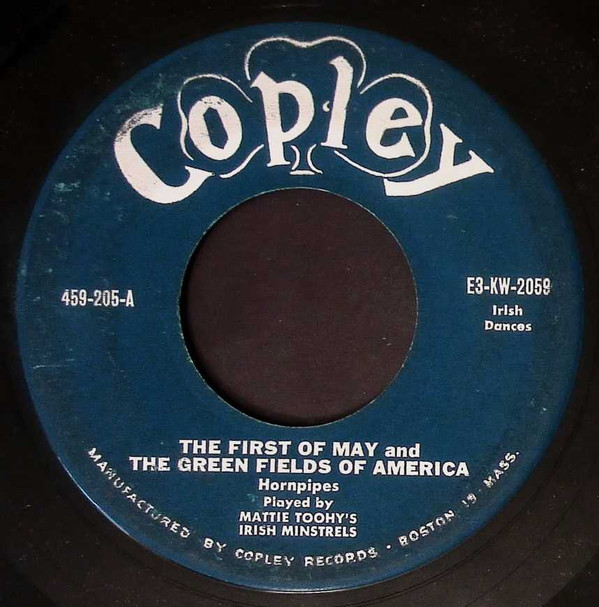 Copley
459-205-A
E3-KW-2059
Irish
Dances
THE FIRST OF MAY and
THE GREEN FIELDS OF AMERICA
Hornpipes
Played by
MATTIE TOOHY'S
IRISH MINSTRELS
MANUFACTURED BY COPLEY RECORDS • BOSTON 19 MASS.